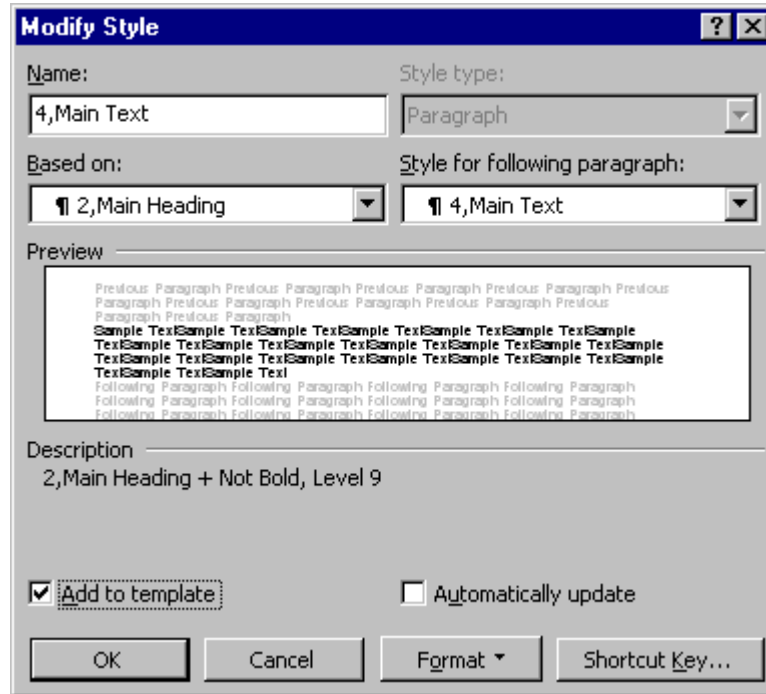 Modify Style
Name: Style type:
4,Main Text Paragraph
Based on: Style for following paragraph:
¶ 2,Main Heading ¶ 4,Main Text
Preview
Previous Paragraph Previous Paragraph Previous Paragraph Previous Paragraph Previous
Paragraph Previous Paragraph Previous Paragraph Previous Paragraph Previous
Paragraph Previous Paragraph
Sample TextSample TextSample TextSample TextSample TextSample TextSample
TextSample TextSample TextSample TextSample TextSample TextSample TextSample
TextSample TextSample TextSample TextSample TextSample TextSample TextSample
TextSample TextSample Text
Following Paragraph Following Paragraph Following Paragraph Following Paragraph
Following Paragraph Following Paragraph Following Paragraph Following Paragraph
Following Paragraph Following Paragraph Following Paragraph Following Paragraph
Description
2,Main Heading + Not Bold, Level 9
Add to template Automatically update
OK Cancel Format Shortcut Key...